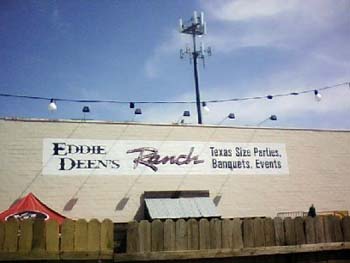 EDDIE
DEEN'S
Ranch
Texas Size Parties,
Banquets, Events